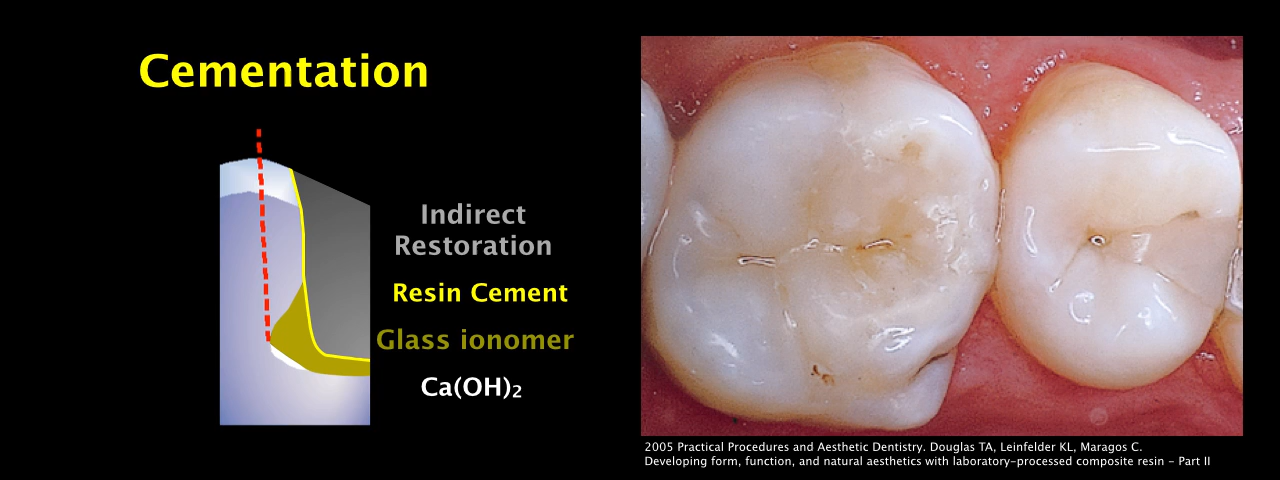 Cementation
Indirect
Restoration
Resin Cement
Glass ionomer
Ca(OH)₂
2005 Practical Procedures and Aesthetic Dentistry. Douglas TA, Leinfelder KL, Maragos C.
Developing form, function, and natural aesthetics with laboratory-processed composite resin - Part II